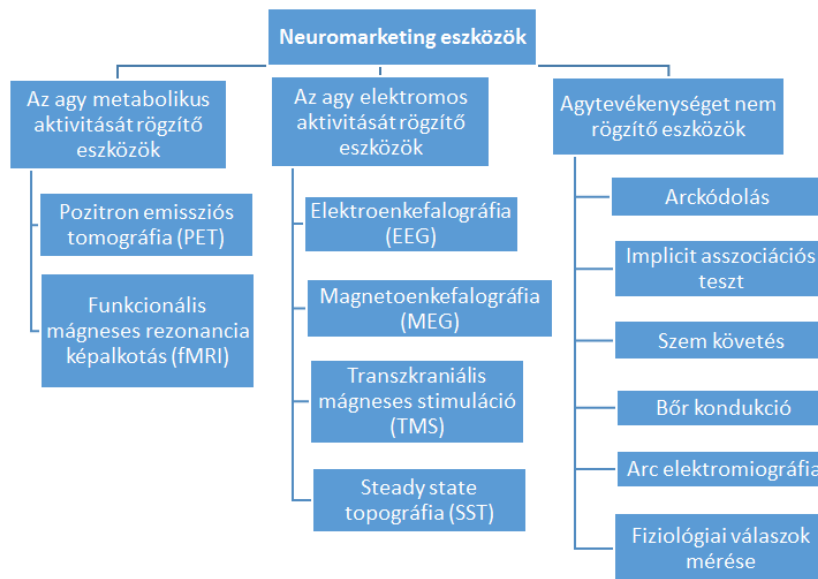 Neuromarketing eszközök
Az agy metabolikus
aktivitását rögzítő
eszközök
Pozitron emissziós
tomográfia (PET)
Funkcionális
mágneses rezonancia
képalkotás (fMRI)
Az agy elektromos
aktivitását rögzítő
eszközök
Elektroenkefalográfia
(EEG)
Magnetoenkefalográfia
(MEG)
Transzkraniális
mágneses stimuláció
(TMS)
Steady state
topográfia (SST)
Agytevékenységet nem
rögzítő eszközök
Arckódolás
Implicit asszociációs
teszt
Szem követés
Bőr kondukció
Arc elektromiográfia
Fiziológiai válaszok
mérése